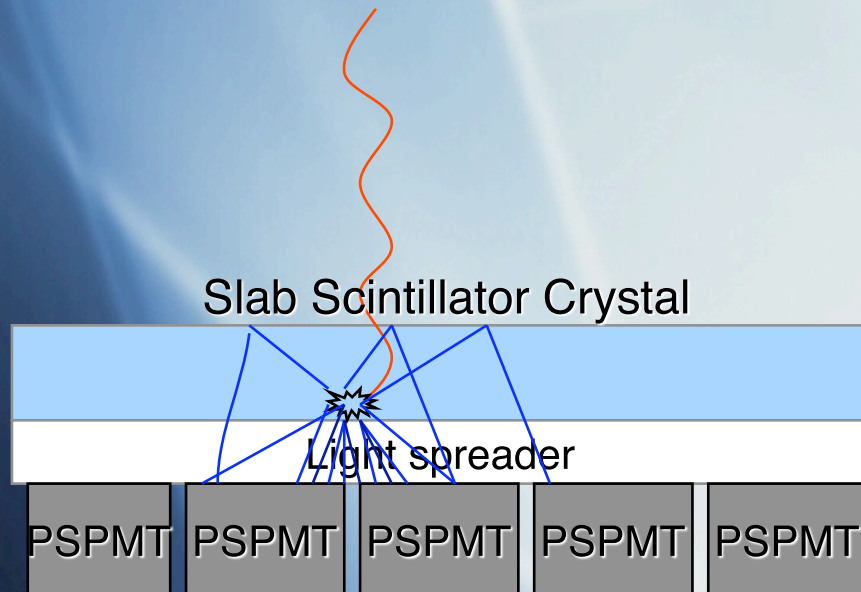 Slab Scintillator Crystal
Light spreader
PSPMT PSPMT PSPMT PSPMT PSPMT